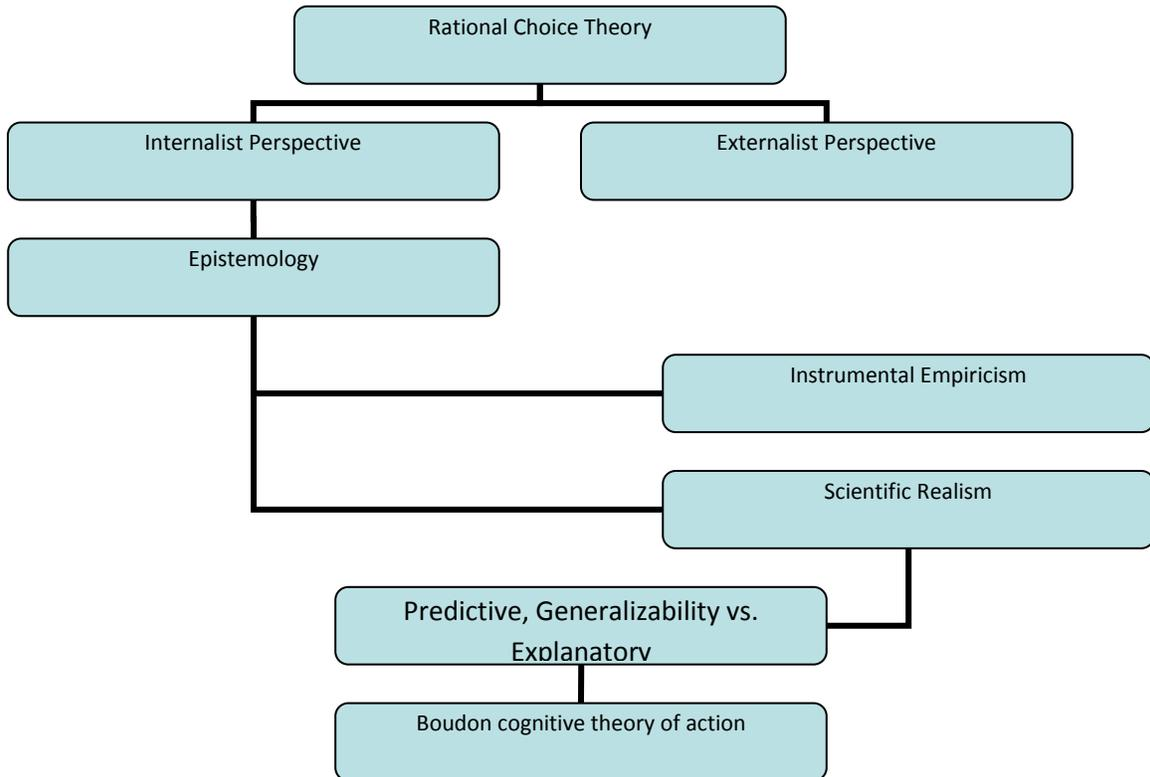 Rational Choice Theory
Internalist Perspective
Externalist Perspective
Epistemology
Instrumental Empiricism
Scientific Realism
Predictive, Generalizability vs.
Explanatory
Boudon cognitive theory of action